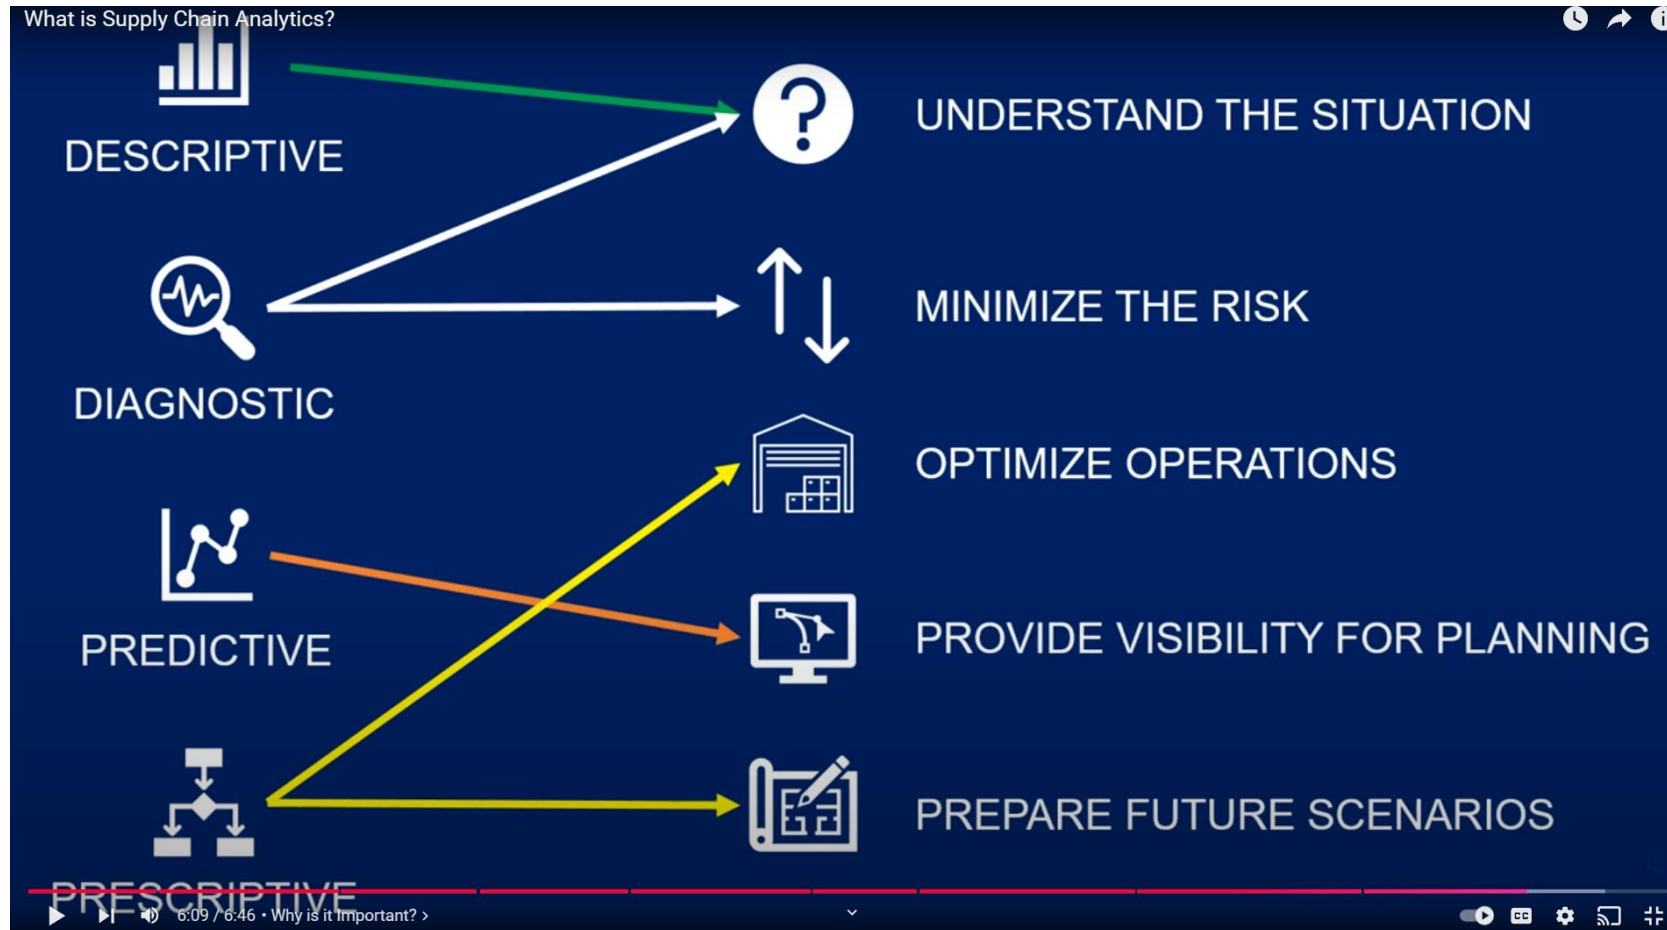 What is Supply Chain Analytics?
DESCRIPTIVE
UNDERSTAND THE SITUATION
DIAGNOSTIC
MINIMIZE THE RISK
OPTIMIZE OPERATIONS
PREDICTIVE
PROVIDE VISIBILITY FOR PLANNING
PRESCRIPTIVE
PREPARE FUTURE SCENARIOS
6:09 / 6:46 • Why is it Important? ›
CC